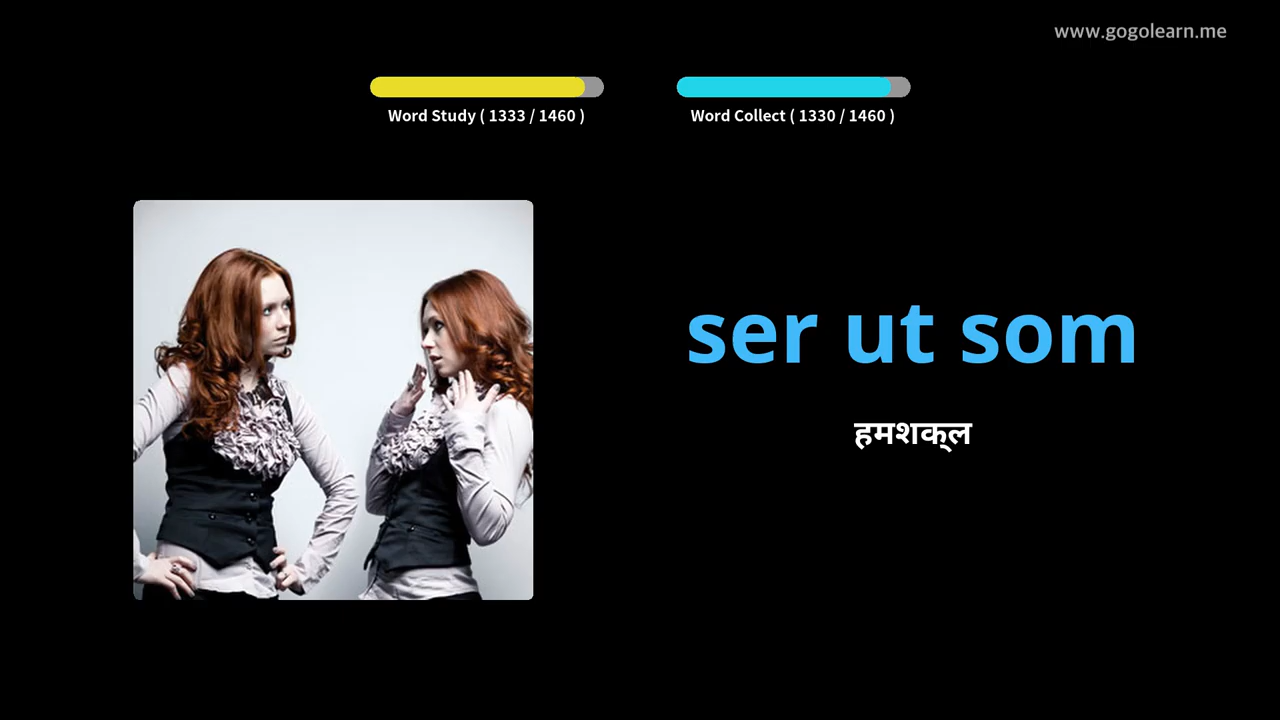 www.gogolearn.me
Word Study ( 1333 / 1460 )
Word Collect ( 1330 / 1460 )
ser ut som
हमशक्ल